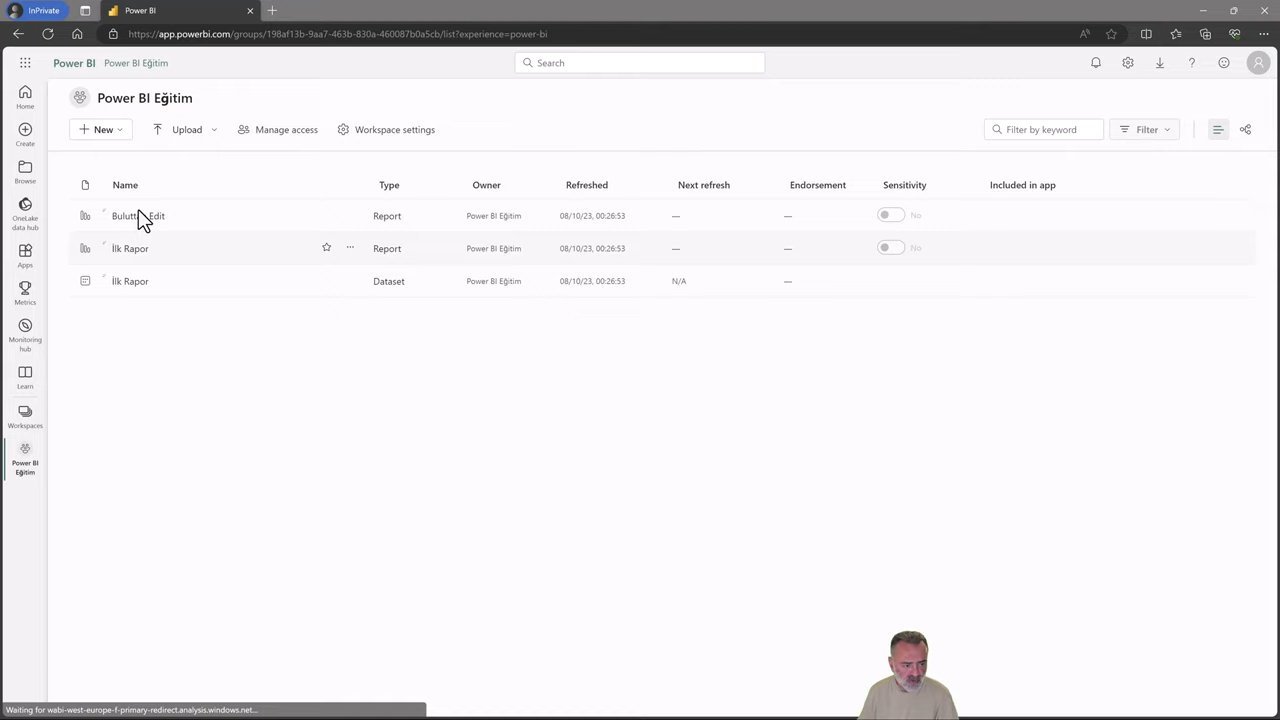 InPrivate
Power BI
https://app.powerbi.com/groups/198af13b-9aa7-463b-830a-460087b0a5cb/list?experience=power-bi
Power BI Power BI Eğitim
Search
Home
Create
Browse
OneLake
data hub
Apps
Metrics
Monitoring
hub
Learn
Workspaces
Power BI
Eğitim
Power BI Eğitim
New Upload Manage access Workspace settings Filter by keyword Filter
Name Type Owner Refreshed Next refresh Endorsement Sensitivity Included in app
Edit Report Power BI Eğitim 08/10/23, 00:26:53 — — No
İlk Rapor ... Report Power BI Eğitim 08/10/23, 00:26:53 — — No
İlk Rapor Dataset Power BI Eğitim 08/10/23, 00:26:53 N/A —
Waiting for wabi-west-europe-f-primary-redirect.analysis.windows.net...